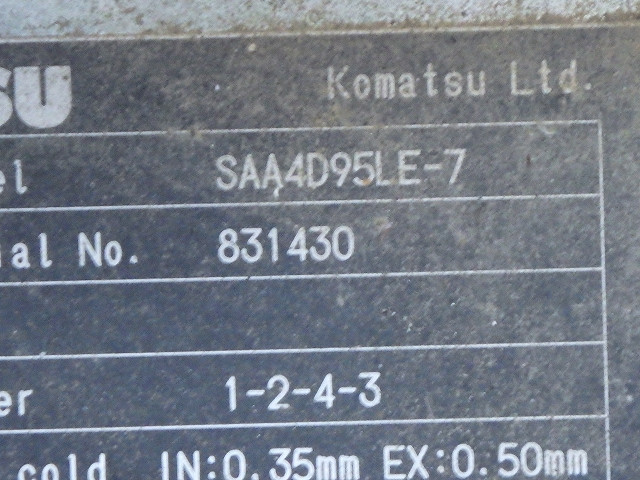 SU Komatsu Ltd.
el SAA4D95LE-7
ial No. 831430
er 1-2-4-3
cold IN:0.35mm EX:0.50mm